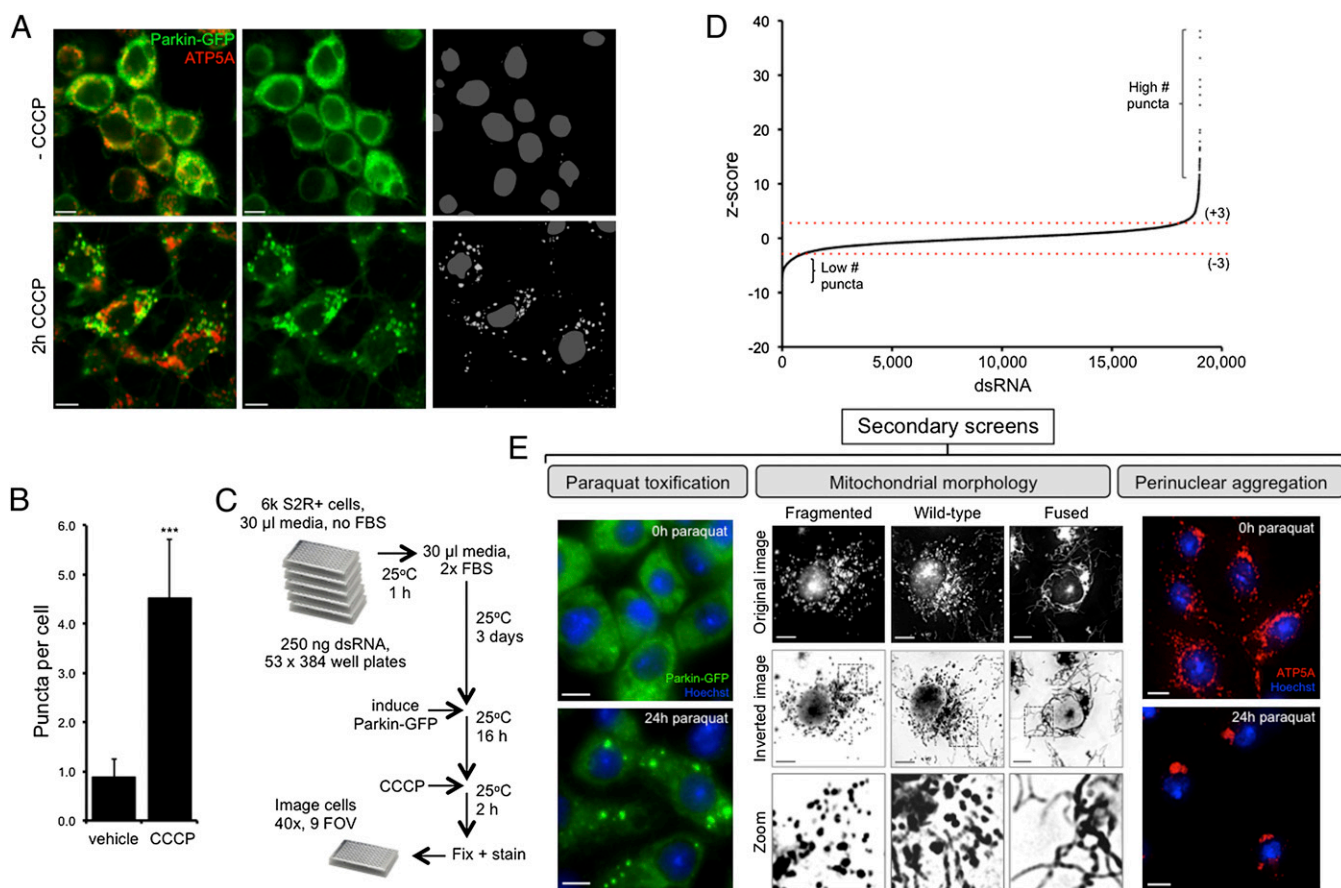 A
Parkin-GFP
ATP5A
- CCCP
2h CCCP
B
Puncta per cell
6.0
5.0
4.0
3.0
2.0
1.0
0.0
***
vehicle
CCCP
C
6k S2R+ cells,
30 µl media, no FBS
25ºC
1 h
30 µl media,
2x FBS
250 ng dsRNA,
53 x 384 well plates
25ºC
3 days
induce
Parkin-GFP
25ºC
16 h
CCCP
25ºC
2 h
Image cells
40x, 9 FOV
Fix + stain
D
z-score
40
30
20
10
0
-10
-20
High #
puncta
(+3)
(-3)
Low #
puncta
0
5,000
10,000
15,000
20,000
dsRNA
E
Secondary screens
Paraquat toxification
Mitochondrial morphology
Perinuclear aggregation
0h paraquat
Parkin-GFP
Hoechst
24h paraquat
Fragmented
Wild-type
Fused
Original image
Inverted image
Zoom
0h paraquat
ATP5A
Hoechst
24h paraquat